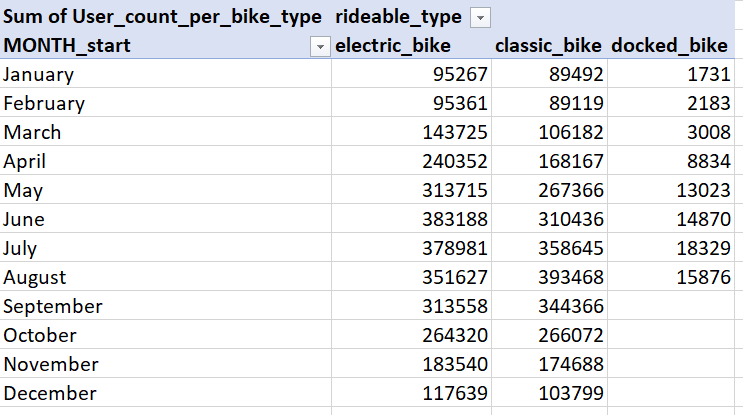 Sum of User_count_per_bike_type rideable_type
MONTH_start electric_bike classic_bike docked_bike
January 95267 89492 1731
February 95361 89119 2183
March 143725 106182 3008
April 240352 168167 8834
May 313715 267366 13023
June 383188 310436 14870
July 378981 358645 18329
August 351627 393468 15876
September 313558 344366
October 264320 266072
November 183540 174688
December 117639 103799